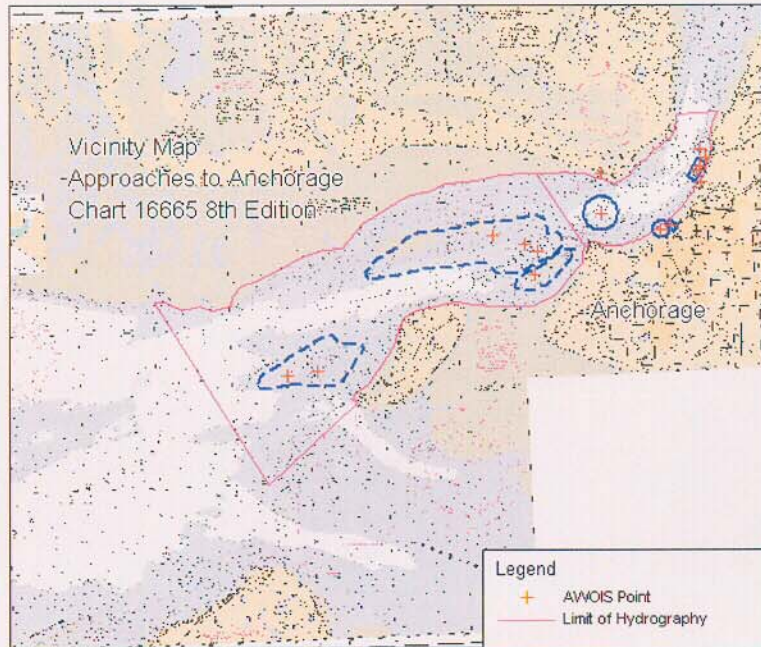 Vicinity Map
-Approaches to Anchorage
Chart 16665 8th Edition
Anchorage
Legend
AWOIS Point
Limit of Hydrography